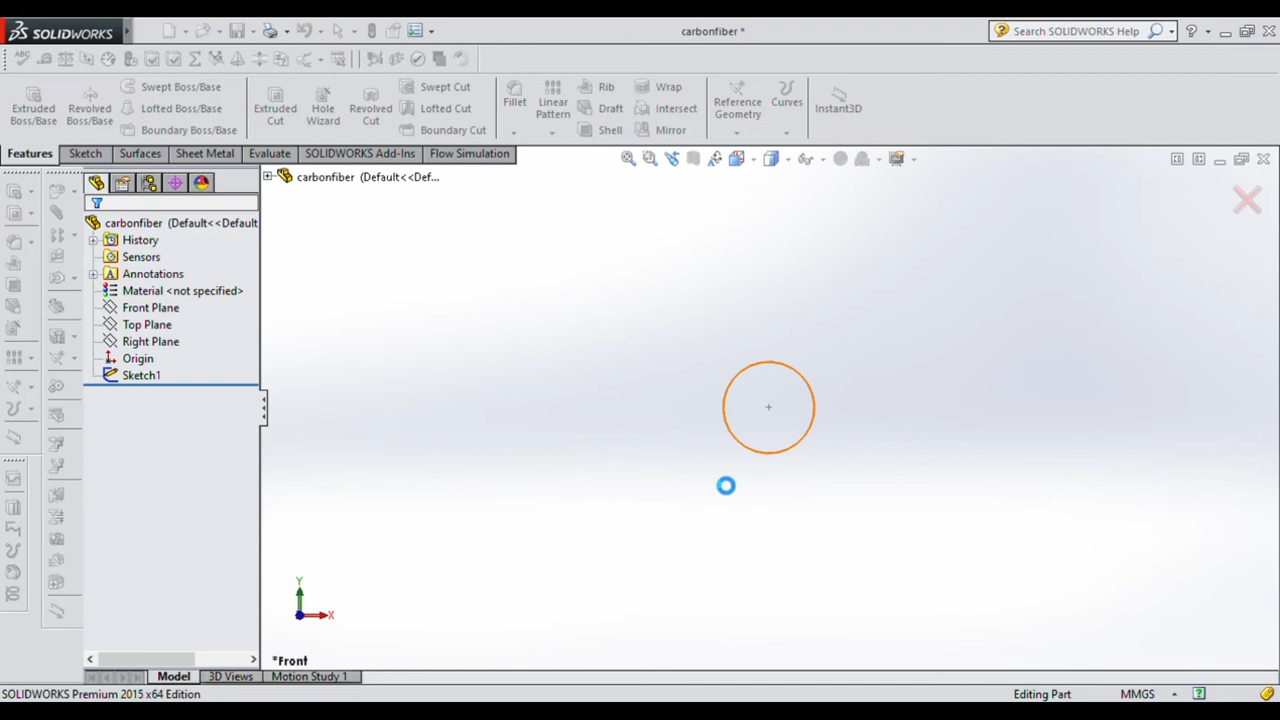 SOLIDWORKS
carbonfiber *
Search SOLIDWORKS Help
Extruded Boss/Base
Revolved Boss/Base
Swept Boss/Base
Lofted Boss/Base
Boundary Boss/Base
Extruded Cut
Hole Wizard
Revolved Cut
Swept Cut
Lofted Cut
Boundary Cut
Fillet
Linear Pattern
Rib
Draft
Shell
Wrap
Intersect
Mirror
Reference Geometry
Curves
Instant3D
Features
Sketch
Surfaces
Sheet Metal
Evaluate
SOLIDWORKS Add-Ins
Flow Simulation
carbonfiber (Default<<Def...
carbonfiber (Default<<Default
History
Sensors
Annotations
Material <not specified>
Front Plane
Top Plane
Right Plane
Origin
Sketch1
Y
X
*Front
Model
3D Views
Motion Study 1
SOLIDWORKS Premium 2015 x64 Edition
Editing Part
MMGS